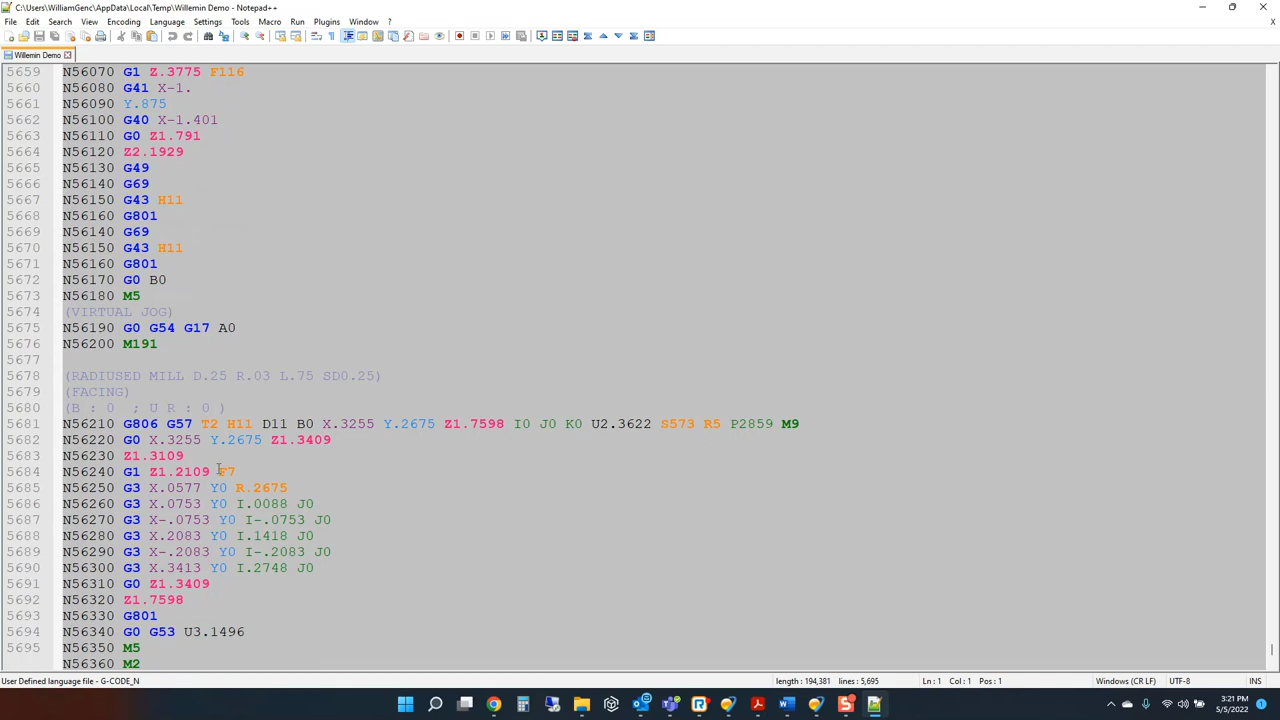 C:\Users\WilliamGenc\AppData\Local\Temp\Willemin Demo - Notepad++
File Edit Search View Encoding Language Settings Tools Macro Run Plugins Window ?
Willemin Demo
5659 N56070 G1 Z.3775 F116
5660 N56080 G41 X-1.
5661 N56090 Y.875
5662 N56100 G40 X-1.401
5663 N56110 G0 Z1.791
5664 N56120 Z2.1929
5665 N56130 G49
5666 N56140 G69
5667 N56150 G43 H11
5668 N56160 G801
5669 N56140 G69
5670 N56150 G43 H11
5671 N56160 G801
5672 N56170 G0 B0
5673 N56180 M5
5674 (VIRTUAL JOG)
5675 N56190 G0 G54 G17 A0
5676 N56200 M191
5677
5678 (RADIUSED MILL D.25 R.03 L.75 SD0.25)
5679 (FACING)
5680 (B : 0 ; U R : 0 )
5681 N56210 G806 G57 T2 H11 D11 B0 X.3255 Y.2675 Z1.7598 I0 J0 K0 U2.3622 S573 R5 P2859 M9
5682 N56220 G0 X.3255 Y.2675 Z1.3409
5683 N56230 Z1.3109
5684 N56240 G1 Z1.2109 F7
5685 N56250 G3 X.0577 Y0 R.2675
5686 N56260 G3 X.0753 Y0 I.0088 J0
5687 N56270 G3 X-.0753 Y0 I-.0753 J0
5688 N56280 G3 X.2083 Y0 I.1418 J0
5689 N56290 G3 X-.2083 Y0 I-.2083 J0
5690 N56300 G3 X.3413 Y0 I.2748 J0
5691 N56310 G0 Z1.3409
5692 N56320 Z1.7598
5693 N56330 G801
5694 N56340 G0 G53 U3.1496
5695 N56350 M5
N56360 M2
User Defined language file - G-CODE_N length : 194,381 lines : 5,695 Ln : 1 Col : 1 Pos : 1 Windows (CR LF) UTF-8 INS
3:21 PM
5/5/2022